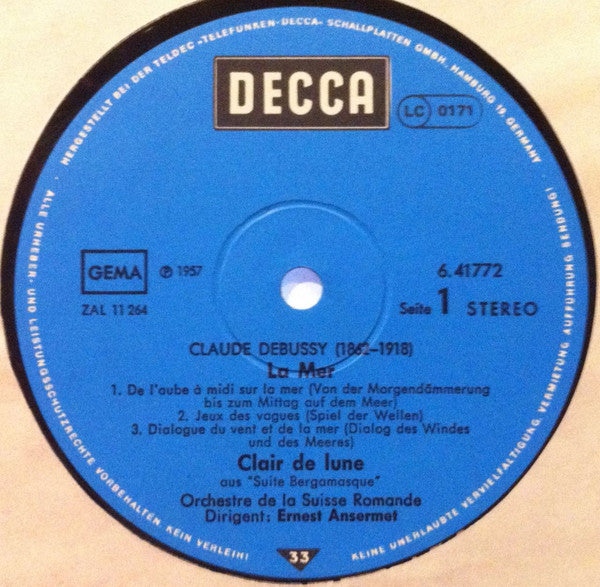 HERGESTELLT BEI DER TELDEC »TELEFUNKEN-DECCA« SCHALLPLATTEN GMBH. HAMBURG 19 GERMANY ·
DECCA
LC 0171
GEMA
℗ 1957
ZAL 11 264
6.41772
Seite 1 STEREO
CLAUDE DEBUSSY (1862–1918)
La Mer
1. De l'aube à midi sur la mer (Von der Morgendämmerung
bis zum Mittag auf dem Meer)
2. Jeux des vagues (Spiel der Wellen)
3. Dialogue du vent et de la mer (Dialog des Windes
und des Meeres)
Clair de lune
aus "Suite Bergamasque"
Orchestre de la Suisse Romande
Dirigent: Ernest Ansermet
33
· ALLE URHEBER- UND LEISTUNGSSCHUTZRECHTE VORBEHALTEN KEIN VERLEIH!
KEINE UNERLAUBTE VERVIELFÄLTIGUNG, VERMIETUNG AUFFÜHRUNG SENDUNG!